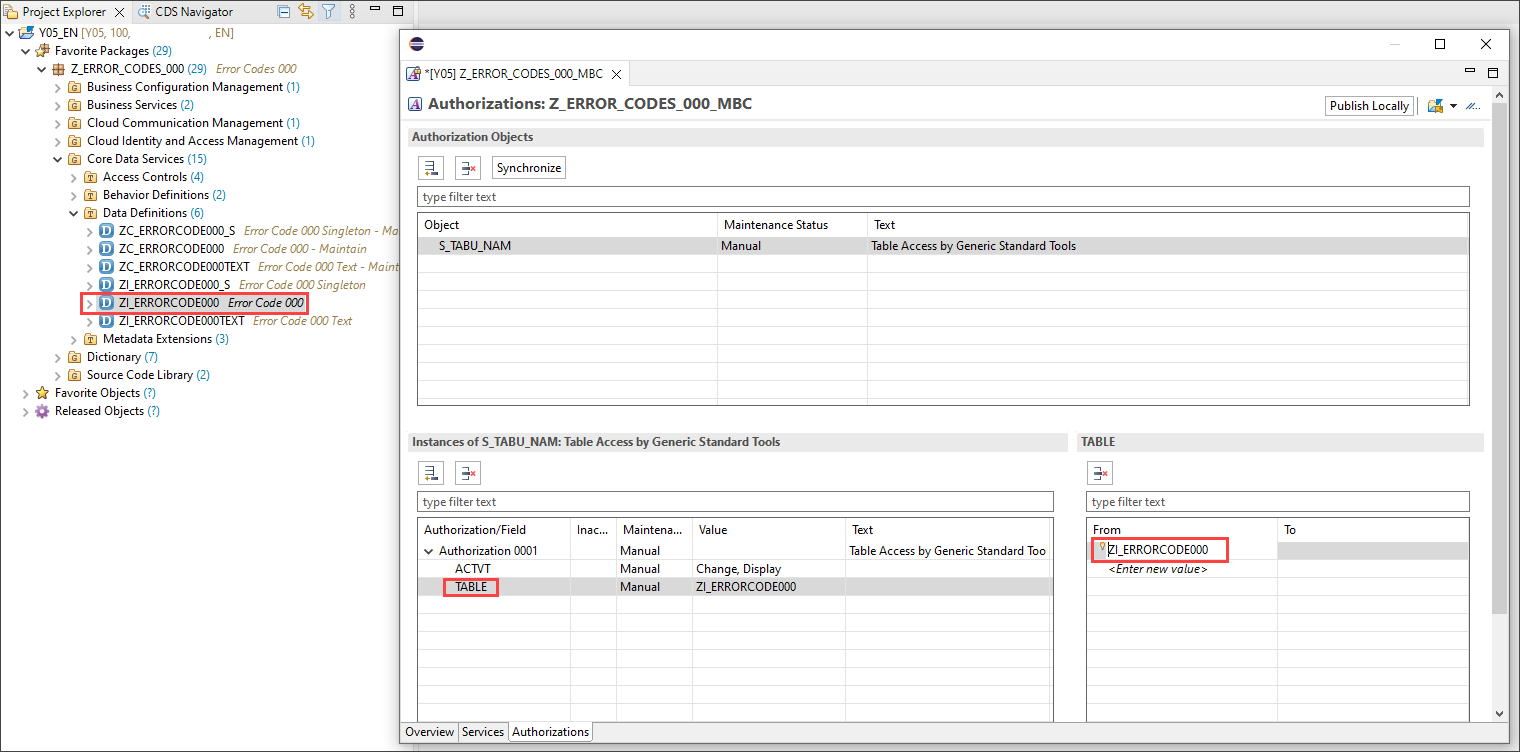 Project Explorer
CDS Navigator
Y05_EN [Y05, 100, , EN]
Favorite Packages (29)
Z_ERROR_CODES_000 (29) Error Codes 000
Business Configuration Management (1)
Business Services (2)
Cloud Communication Management (1)
Cloud Identity and Access Management (1)
Core Data Services (15)
Access Controls (4)
Behavior Definitions (2)
Data Definitions (6)
ZC_ERRORCODE000_S Error Code 000 Singleton - Ma
ZC_ERRORCODE000 Error Code 000 - Maintain
ZC_ERRORCODE000TEXT Error Code 000 Text - Maint
ZI_ERRORCODE000_S Error Code 000 Singleton
ZI_ERRORCODE000 Error Code 000
ZI_ERRORCODE000TEXT Error Code 000 Text
Metadata Extensions (3)
Dictionary (7)
Source Code Library (2)
Favorite Objects (?)
Released Objects (?)
*[Y05] Z_ERROR_CODES_000_MBC
Authorizations: Z_ERROR_CODES_000_MBC
Publish Locally
Authorization Objects
Synchronize
type filter text
Object Maintenance Status Text
S_TABU_NAM Manual Table Access by Generic Standard Tools
Instances of S_TABU_NAM: Table Access by Generic Standard Tools
type filter text
Authorization/Field Inac... Maintena... Value Text
Authorization 0001 Manual Table Access by Generic Standard Too
ACTVT Manual Change, Display
TABLE Manual ZI_ERRORCODE000
TABLE
type filter text
From To
ZI_ERRORCODE000
<Enter new value>
Overview Services Authorizations